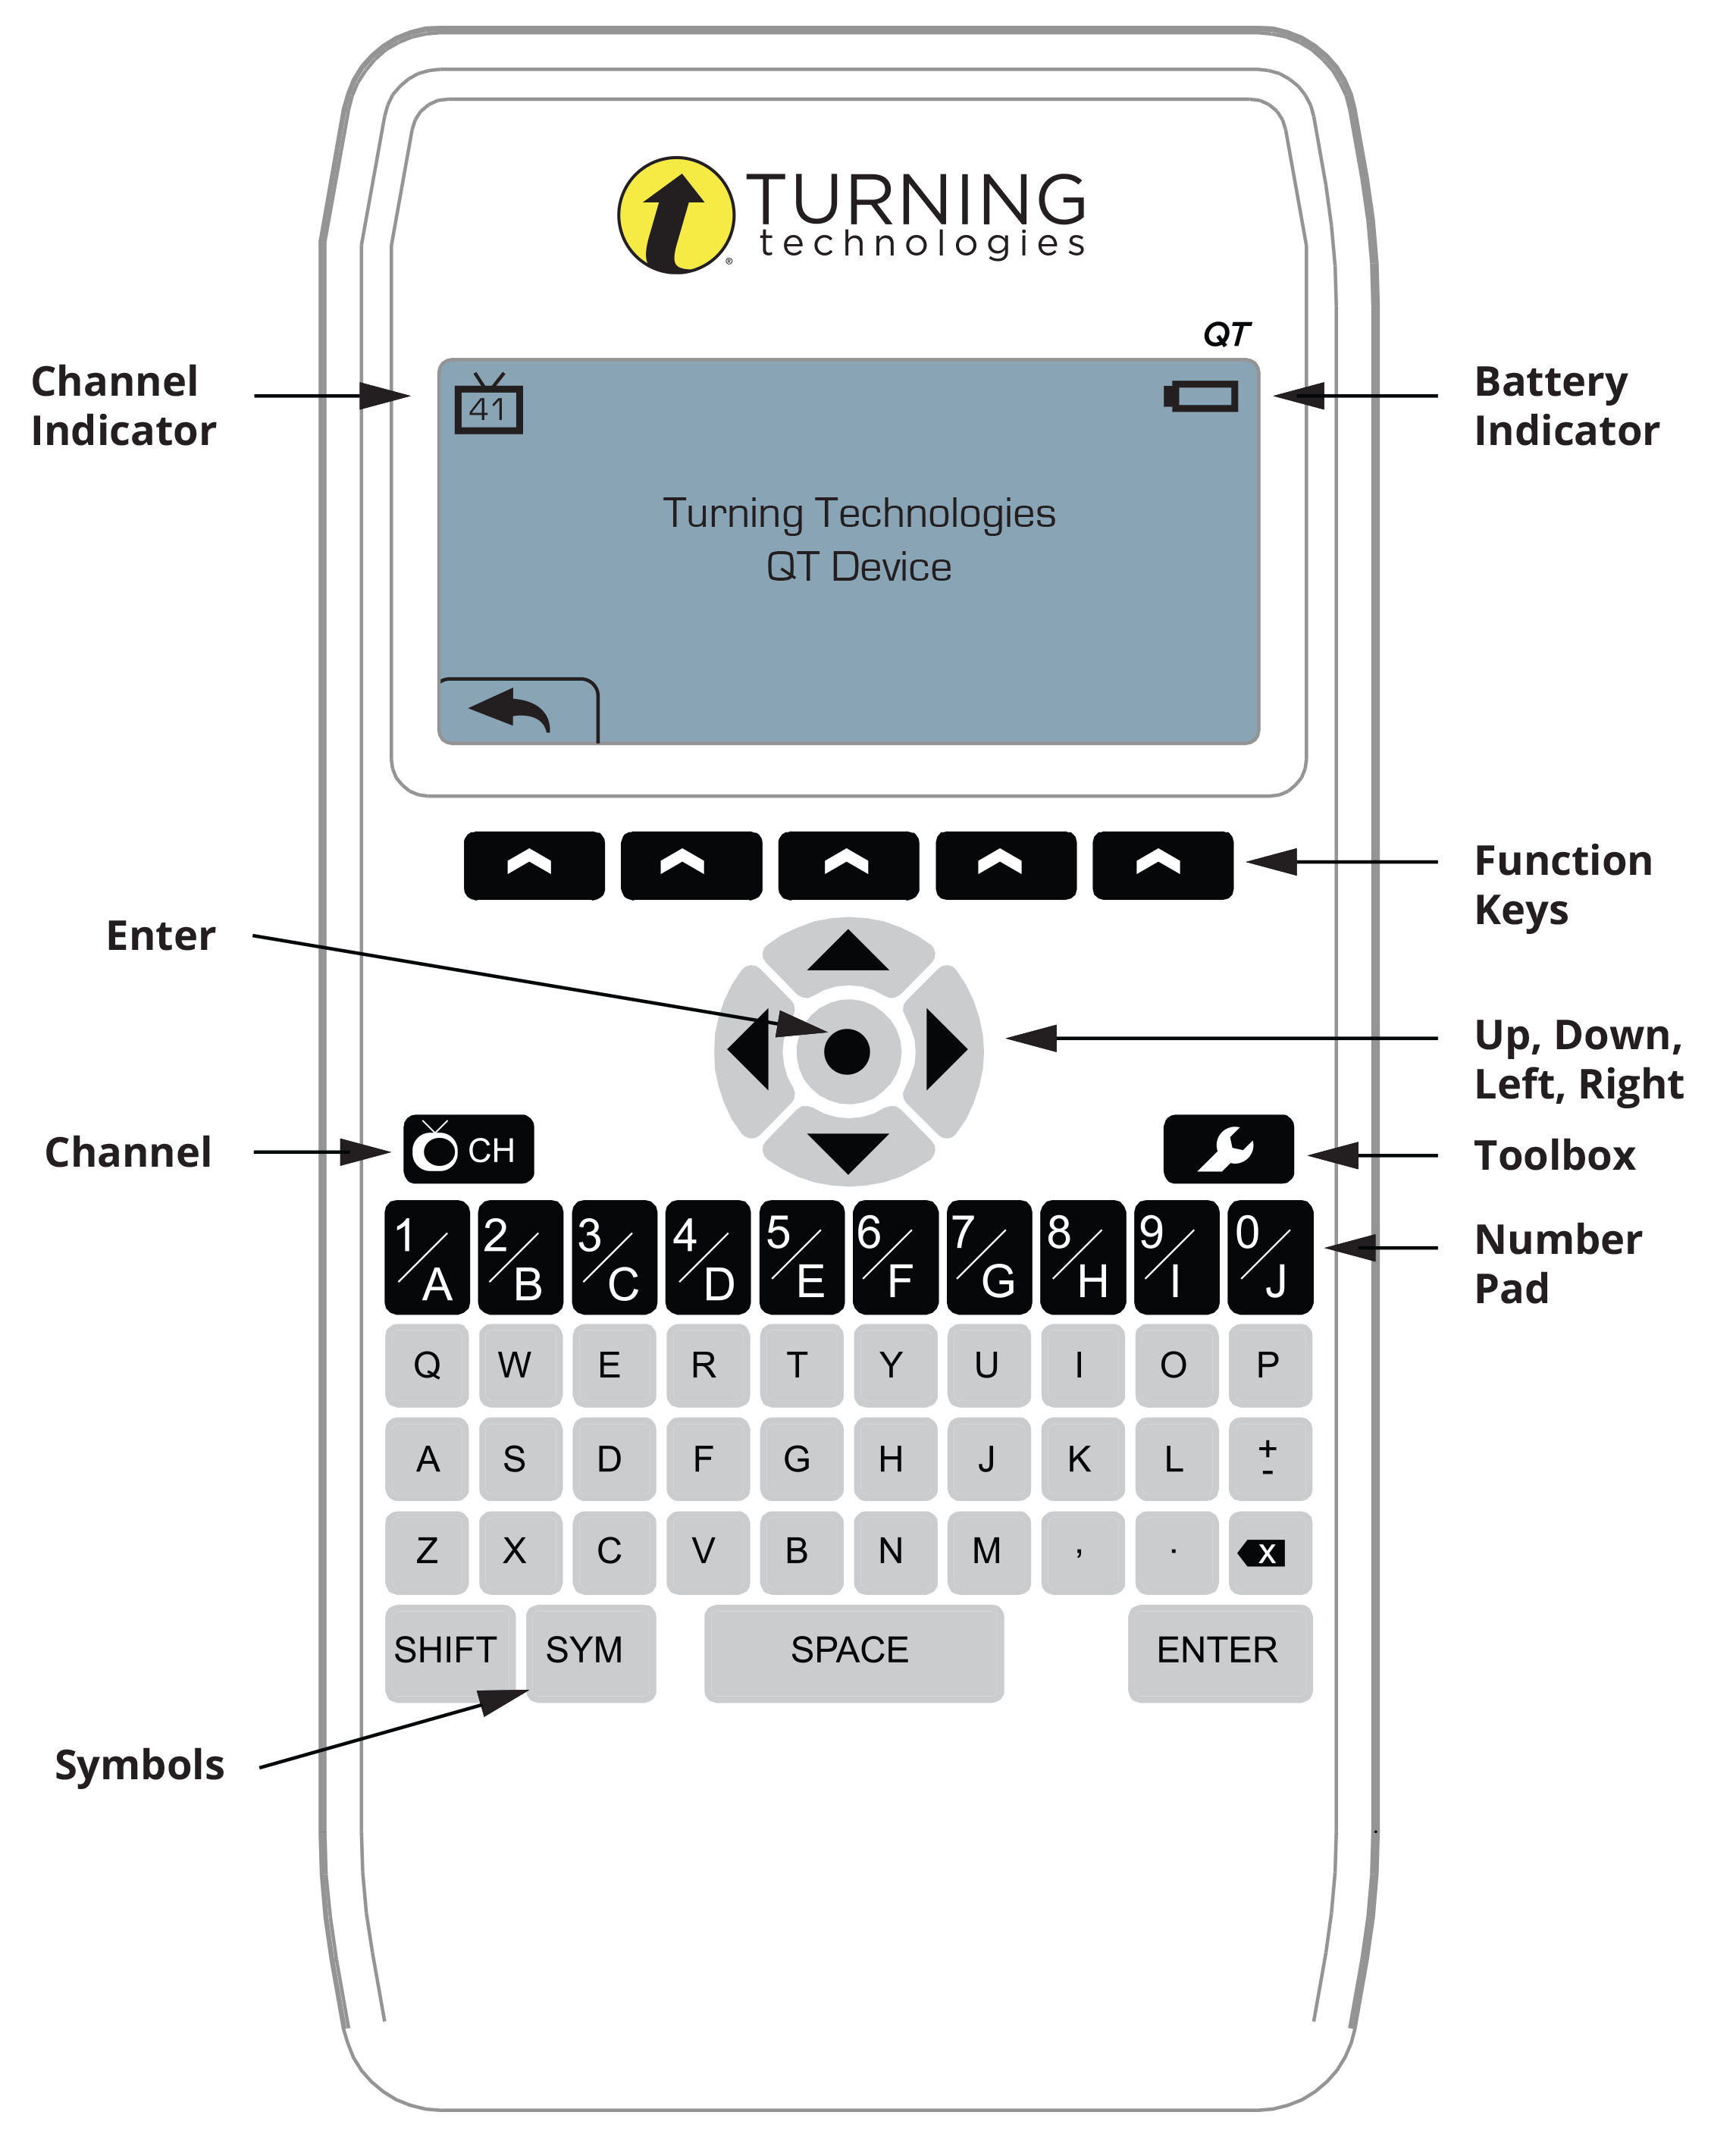 TURNING
technologies
®
QT
Channel
Indicator
41
Battery
Indicator
Turning Technologies
QT Device
Function
Keys
Enter
Up, Down,
Left, Right
Channel
CH
Toolbox
1/A 2/B 3/C 4/D 5/E 6/F 7/G 8/H 9/I 0/J
Number
Pad
Q W E R T Y U I O P
A S D F G H J K L + -
Z X C V B N M , . X
SHIFT SYM SPACE ENTER
Symbols